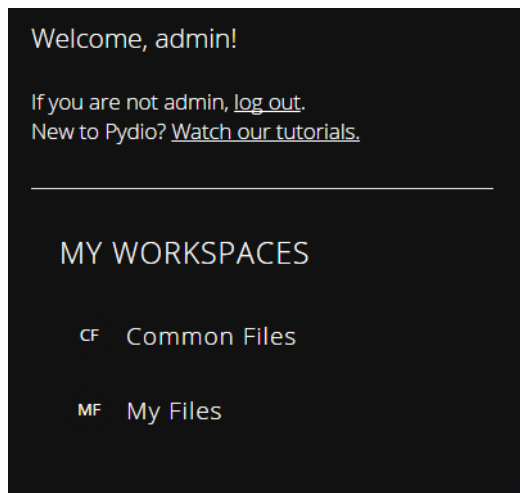 Welcome, admin!
If you are not admin, log out.
New to Pydio? Watch our tutorials.
MY WORKSPACES
CF Common Files
MF My Files